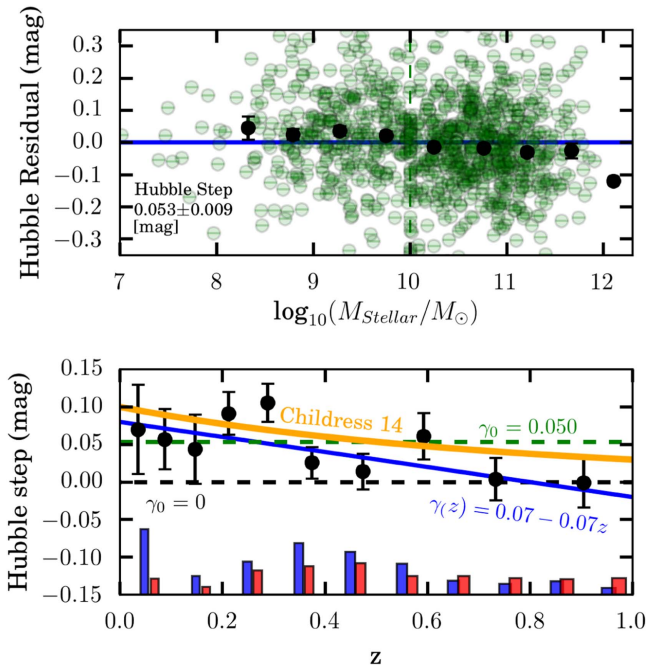 Hubble Residual (mag)
0.3
0.2
0.1
0.0
−0.1
−0.2
−0.3
Hubble Step
0.053±0.009
[mag]
7 8 9 10 11 12
log₁₀(M_Stellar/M_⊙)
Hubble step (mag)
0.15
0.10
0.05
0.00
−0.05
−0.10
−0.15
Childress 14
γ₀ = 0.050
γ₀ = 0
γ(z) = 0.07 − 0.07z
0.0 0.2 0.4 0.6 0.8 1.0
z